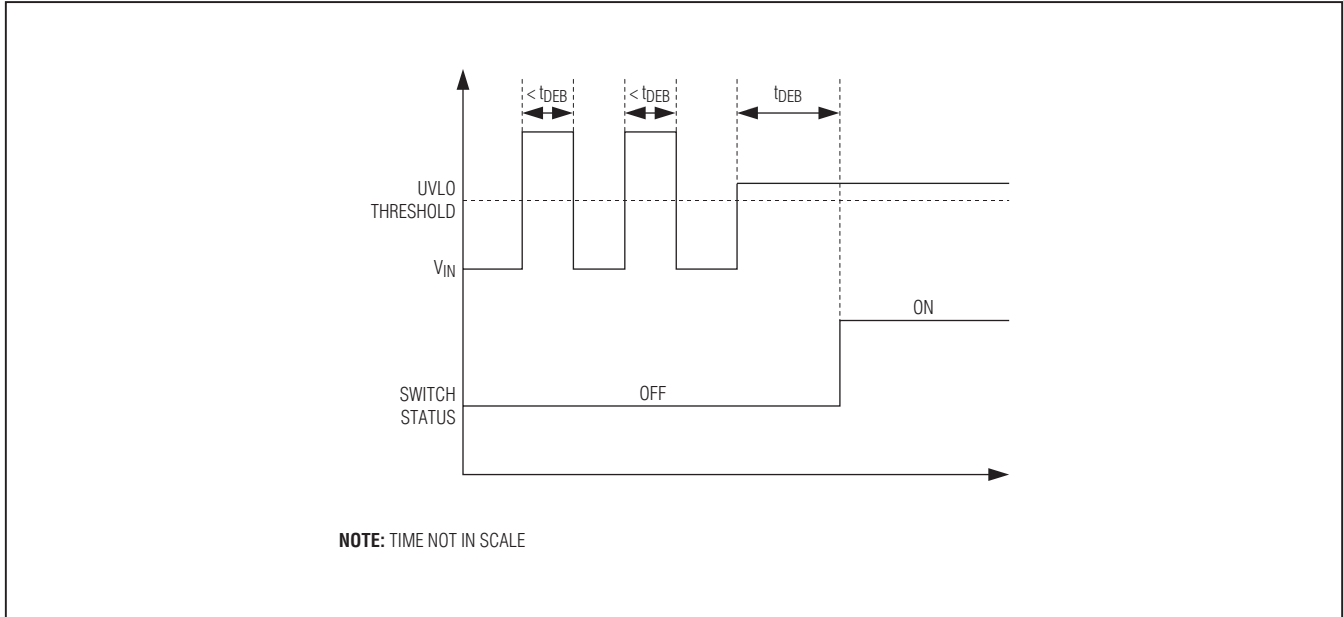 < tDEB
< tDEB
tDEB
UVLO
THRESHOLD
VIN
ON
SWITCH
STATUS
OFF
NOTE: TIME NOT IN SCALE